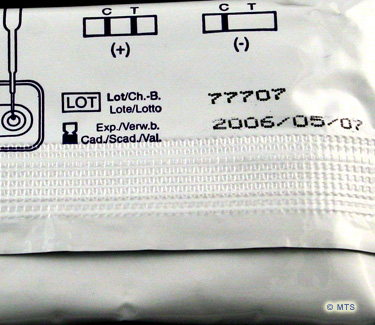 C T C T
(+) (-)
LOT Lot/Ch.-B. 77707
Lote/Lotto
Exp./Verw.b. 2006/05/07
Cad./Scad./Val.
© MTS